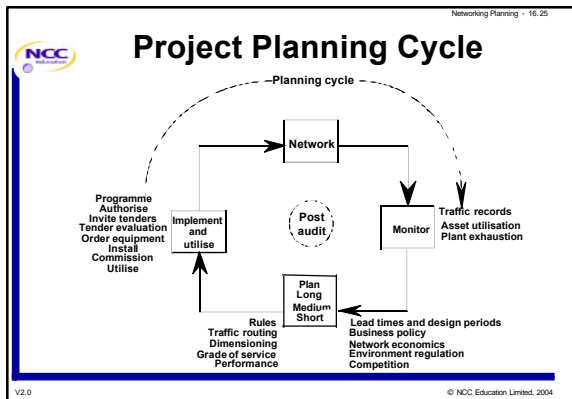 Networking Planning - 16.25
NCC
education
Project Planning Cycle
Planning cycle
Network
Programme
Authorise
Invite tenders
Tender evaluation
Order equipment
Install
Commission
Utilise
Implement
and
utilise
Post
audit
Monitor
Traffic records
Asset utilisation
Plant exhaustion
Plan
Long
Medium
Short
Rules
Traffic routing
Dimensioning
Grade of service
Performance
Lead times and design periods
Business policy
Network economics
Environment regulation
Competition
V2.0
© NCC Education Limited, 2004